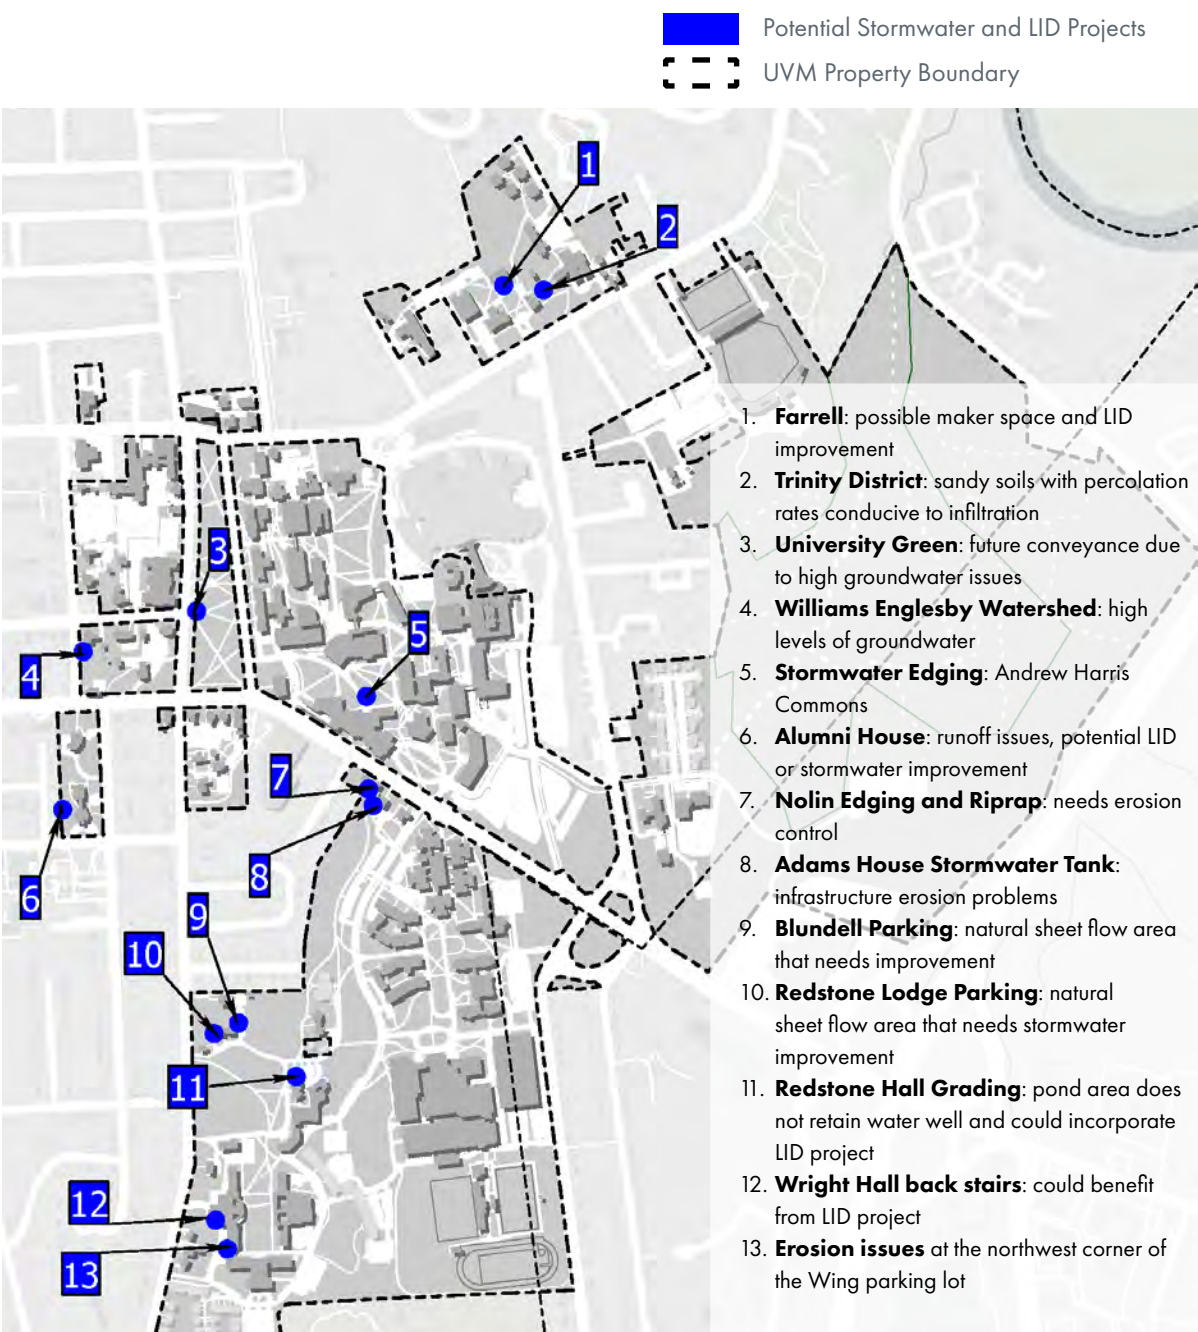 Potential Stormwater and LID Projects
UVM Property Boundary
1
2
3
4
5
6
7
8
9
10
11
12
13
1. Farrell: possible maker space and LID
improvement
2. Trinity District: sandy soils with percolation
rates conducive to infiltration
3. University Green: future conveyance due
to high groundwater issues
4. Williams Englesby Watershed: high
levels of groundwater
5. Stormwater Edging: Andrew Harris
Commons
6. Alumni House: runoff issues, potential LID
or stormwater improvement
7. Nolin Edging and Riprap: needs erosion
control
8. Adams House Stormwater Tank:
infrastructure erosion problems
9. Blundell Parking: natural sheet flow area
that needs improvement
10. Redstone Lodge Parking: natural
sheet flow area that needs stormwater
improvement
11. Redstone Hall Grading: pond area does
not retain water well and could incorporate
LID project
12. Wright Hall back stairs: could benefit
from LID project
13. Erosion issues at the northwest corner of
the Wing parking lot